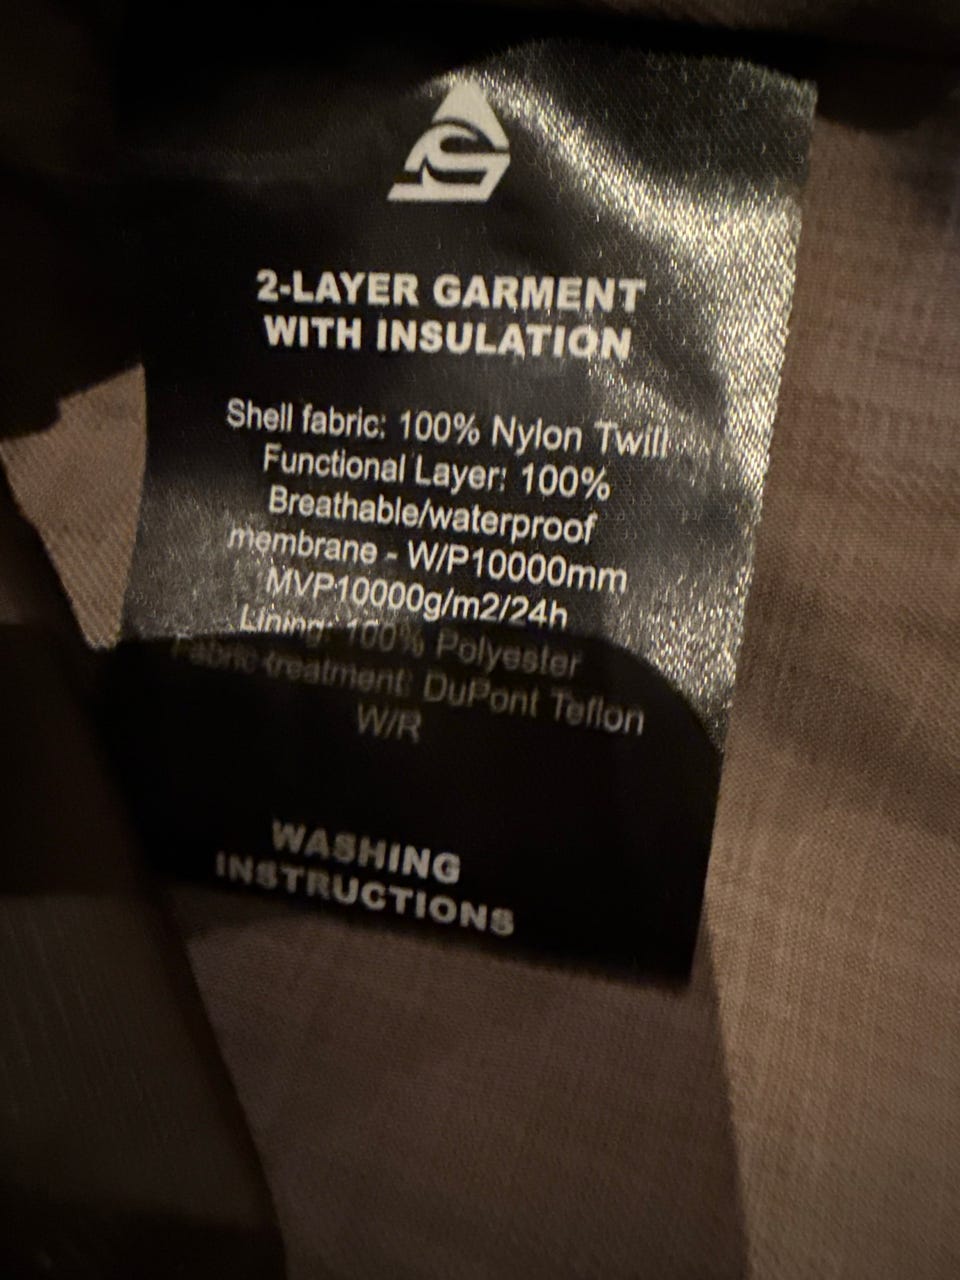 2-LAYER GARMENT
WITH INSULATION
Shell fabric: 100% Nylon Twill
Functional Layer: 100%
Breathable/waterproof
membrane - W/P10000mm
MVP10000g/m2/24h
Lining: 100% Polyester
Fabric treatment: DuPont Teflon
W/R
WASHING
INSTRUCTIONS